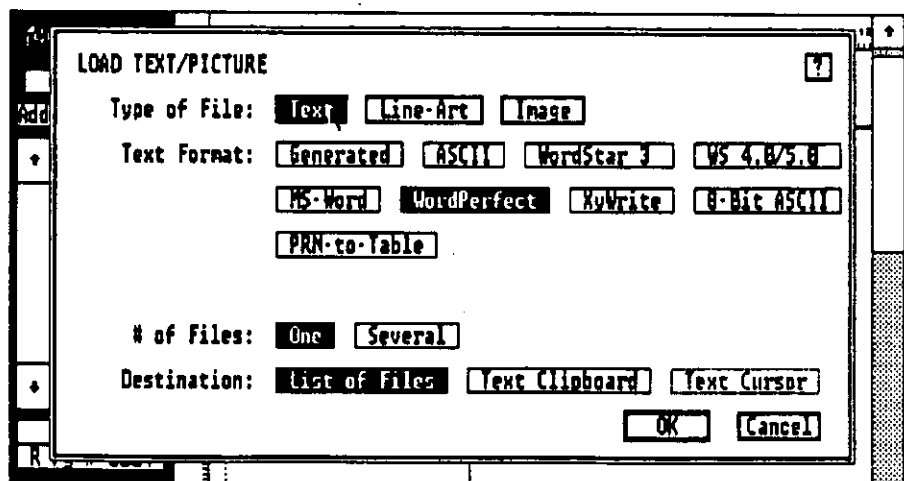 LOAD TEXT/PICTURE ?
Add
Type of File: Text Line-Art Image
Text Format: Generated ASCII WordStar 3 WS 4.0/5.0
MS-Word WordPerfect XyWrite 8-Bit ASCII
PRN-to-Table
# of Files: One Several
Destination: List of Files Text Clipboard Text Cursor
OK Cancel